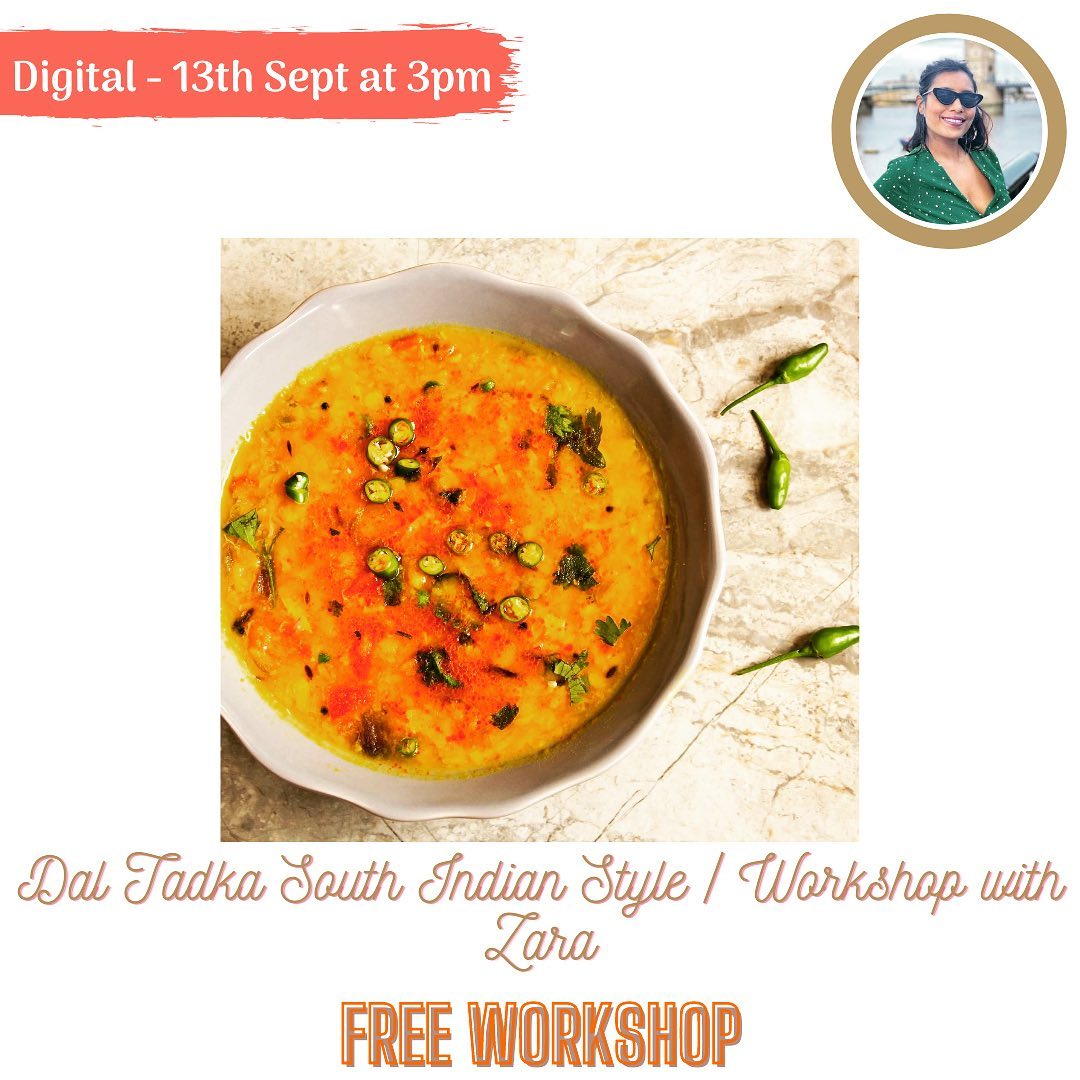 Digital - 13th Sept at 3pm
Dal Tadka South Indian Style / Workshop with
Zara
FREE WORKSHOP